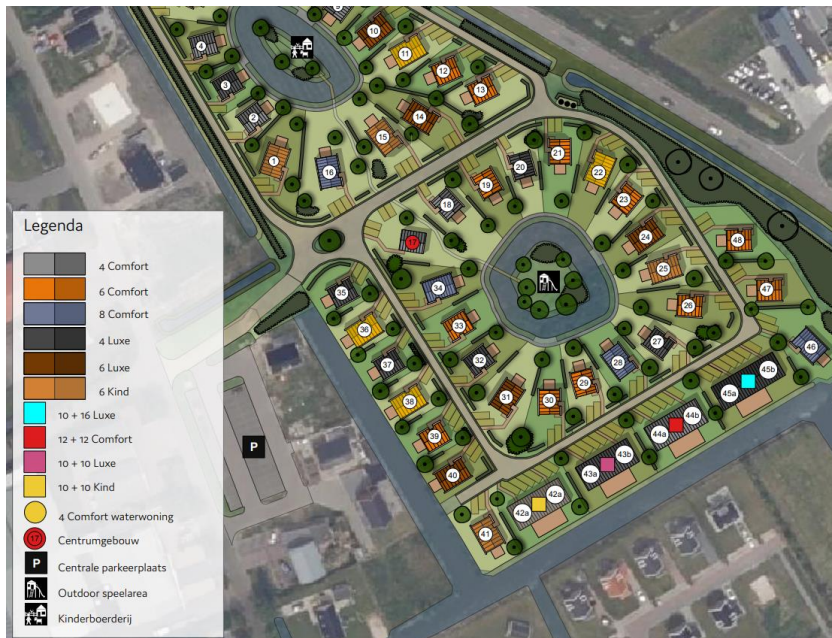 9
4
10
11
3
12
13
2
14
15
1
16
21
20
22
19
23
18
17
24
48
25
34
47
26
35
33
36
27
46
32
28
37
29
45b
45a
31
30
38
44b
44a
39
43b
43a
40
42a
42a
41
P
Legenda
4 Comfort
6 Comfort
8 Comfort
4 Luxe
6 Luxe
6 Kind
10 + 16 Luxe
12 + 12 Comfort
10 + 10 Luxe
10 + 10 Kind
4 Comfort waterwoning
17 Centrumgebouw
P Centrale parkeerplaats
Outdoor speelarea
Kinderboerderij